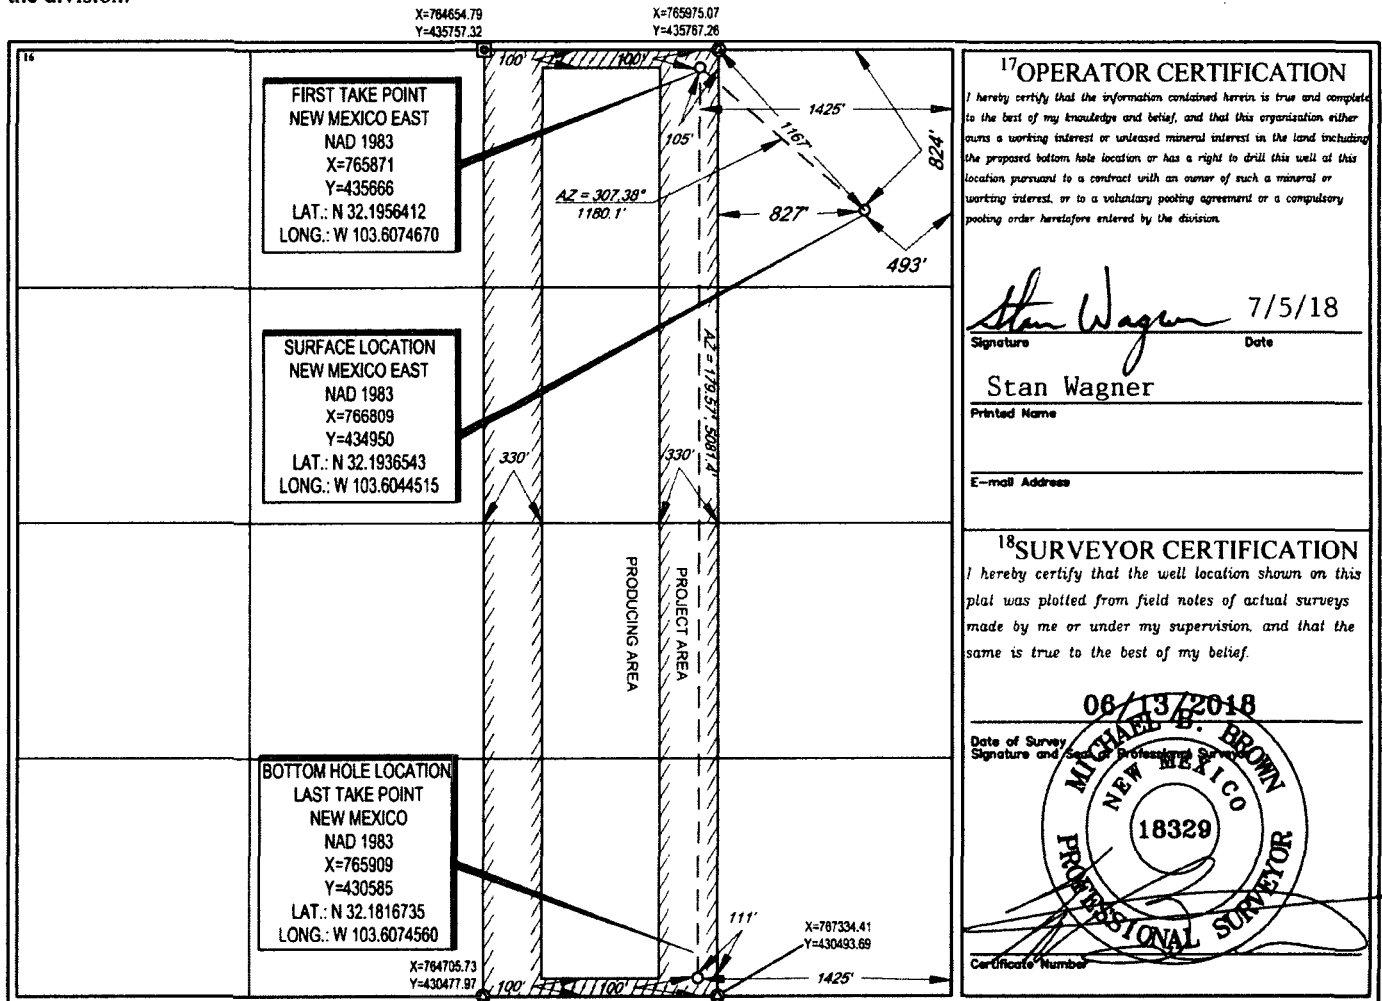 the division.
X=764654.79
Y=435757.32
X=765975.07
Y=435767.26
16
100'
100'
FIRST TAKE POINT
NEW MEXICO EAST
NAD 1983
X=765871
Y=435666
LAT.: N 32.1956412
LONG.: W 103.6074670
105'
1425'
1167'
824'
AZ = 307.38°
1180.1'
827'
493'
SURFACE LOCATION
NEW MEXICO EAST
NAD 1983
X=766809
Y=434950
LAT.: N 32.1936543
LONG.: W 103.6044515
AZ = 179.57°, 5081.4'
330'
330'
PRODUCING AREA
PROJECT AREA
BOTTOM HOLE LOCATION
LAST TAKE POINT
NEW MEXICO
NAD 1983
X=765909
Y=430585
LAT.: N 32.1816735
LONG.: W 103.6074560
111'
X=767334.41
Y=430493.69
X=764705.73
Y=430477.97
100'
100'
1425'
17OPERATOR CERTIFICATION
I hereby certify that the information contained herein is true and complete
to the best of my knowledge and belief, and that this organization either
owns a working interest or unleased mineral interest in the land including
the proposed bottom hole location or has a right to drill this well at this
location pursuant to a contract with an owner of such a mineral or
working interest, or to a voluntary pooling agreement or a compulsory
pooling order heretofore entered by the division.
Stan Wagner 7/5/18
Signature Date
Stan Wagner
Printed Name
E-mail Address
18SURVEYOR CERTIFICATION
I hereby certify that the well location shown on this
plat was plotted from field notes of actual surveys
made by me or under my supervision, and that the
same is true to the best of my belief.
06/13/2018
Date of Survey
Signature and Seal of Professional Surveyor
MICHAEL B. BROWN
NEW MEXICO
18329
PROFESSIONAL SURVEYOR
Certificate Number